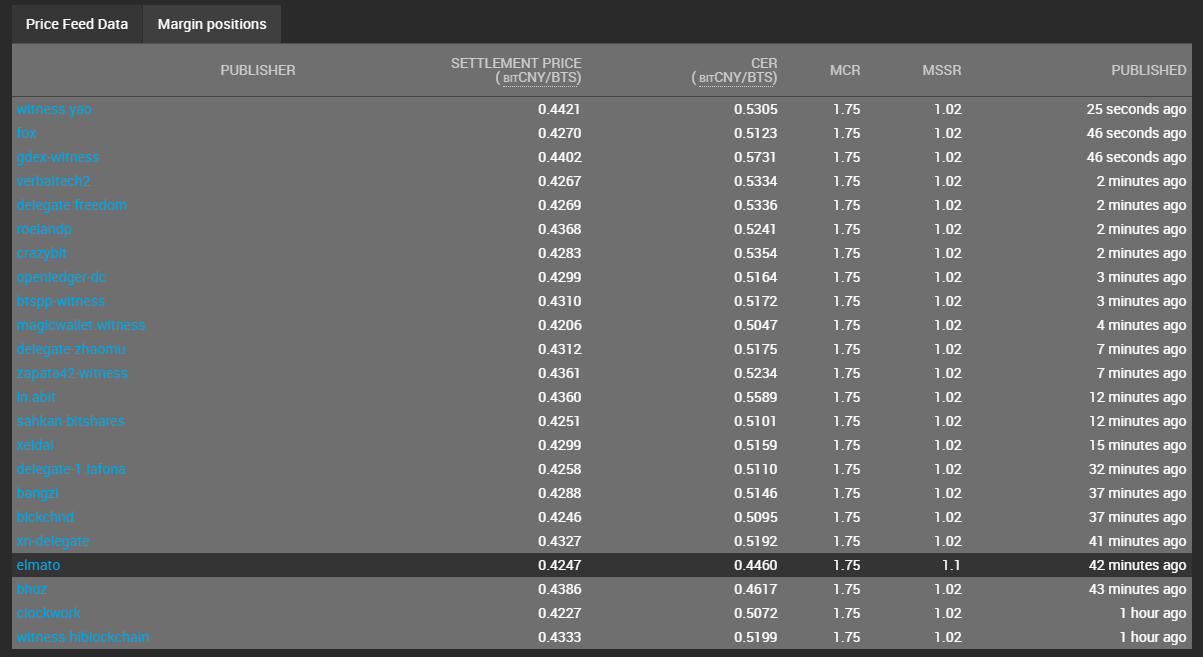 Price Feed Data Margin positions
PUBLISHER SETTLEMENT PRICE (BITCNY/BTS) CER (BITCNY/BTS) MCR MSSR PUBLISHED
witness.yao 0.4421 0.5305 1.75 1.02 25 seconds ago
fox 0.4270 0.5123 1.75 1.02 46 seconds ago
gdex-witness 0.4402 0.5731 1.75 1.02 46 seconds ago
verbaltech2 0.4267 0.5334 1.75 1.02 2 minutes ago
delegate.freedom 0.4269 0.5336 1.75 1.02 2 minutes ago
roelandp 0.4368 0.5241 1.75 1.02 2 minutes ago
crazybit 0.4283 0.5354 1.75 1.02 2 minutes ago
openledger-dc 0.4299 0.5164 1.75 1.02 3 minutes ago
btspp-witness 0.4310 0.5172 1.75 1.02 3 minutes ago
magicwallet.witness 0.4206 0.5047 1.75 1.02 4 minutes ago
delegate-zhaomu 0.4312 0.5175 1.75 1.02 7 minutes ago
zapata42-witness 0.4361 0.5234 1.75 1.02 7 minutes ago
in.abit 0.4360 0.5589 1.75 1.02 12 minutes ago
sahkan-bitshares 0.4251 0.5101 1.75 1.02 12 minutes ago
xeldal 0.4299 0.5159 1.75 1.02 15 minutes ago
delegate-1.lafona 0.4258 0.5110 1.75 1.02 32 minutes ago
bangzi 0.4288 0.5146 1.75 1.02 37 minutes ago
blckchnd 0.4246 0.5095 1.75 1.02 37 minutes ago
xn-delegate 0.4327 0.5192 1.75 1.02 41 minutes ago
elmato 0.4247 0.4460 1.75 1.1 42 minutes ago
bhuz 0.4386 0.4617 1.75 1.02 43 minutes ago
clockwork 0.4227 0.5072 1.75 1.02 1 hour ago
witness.hiblockchain 0.4333 0.5199 1.75 1.02 1 hour ago